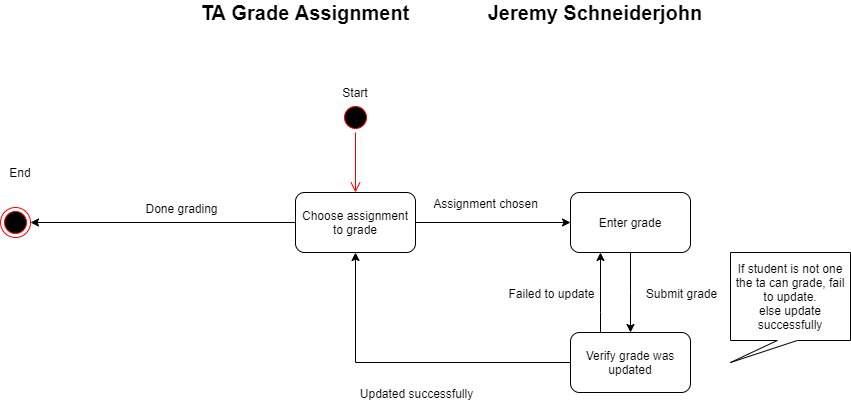 TA Grade Assignment
Jeremy Schneiderjohn
Start
End
Done grading
Choose assignment
to grade
Assignment chosen
Enter grade
Failed to update
Submit grade
If student is not one
the ta can grade, fail
to update.
else update
successfully
Verify grade was
updated
Updated successfully